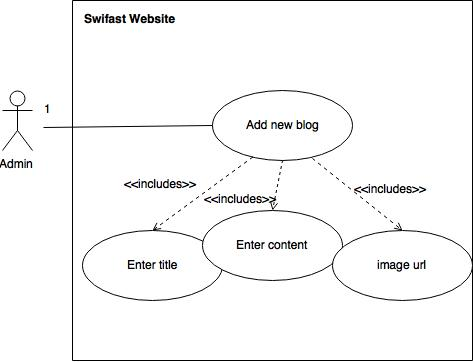 Swifast Website
1
Admin
Add new blog
<<includes>>
<<includes>>
<<includes>>
Enter title
Enter content
image url